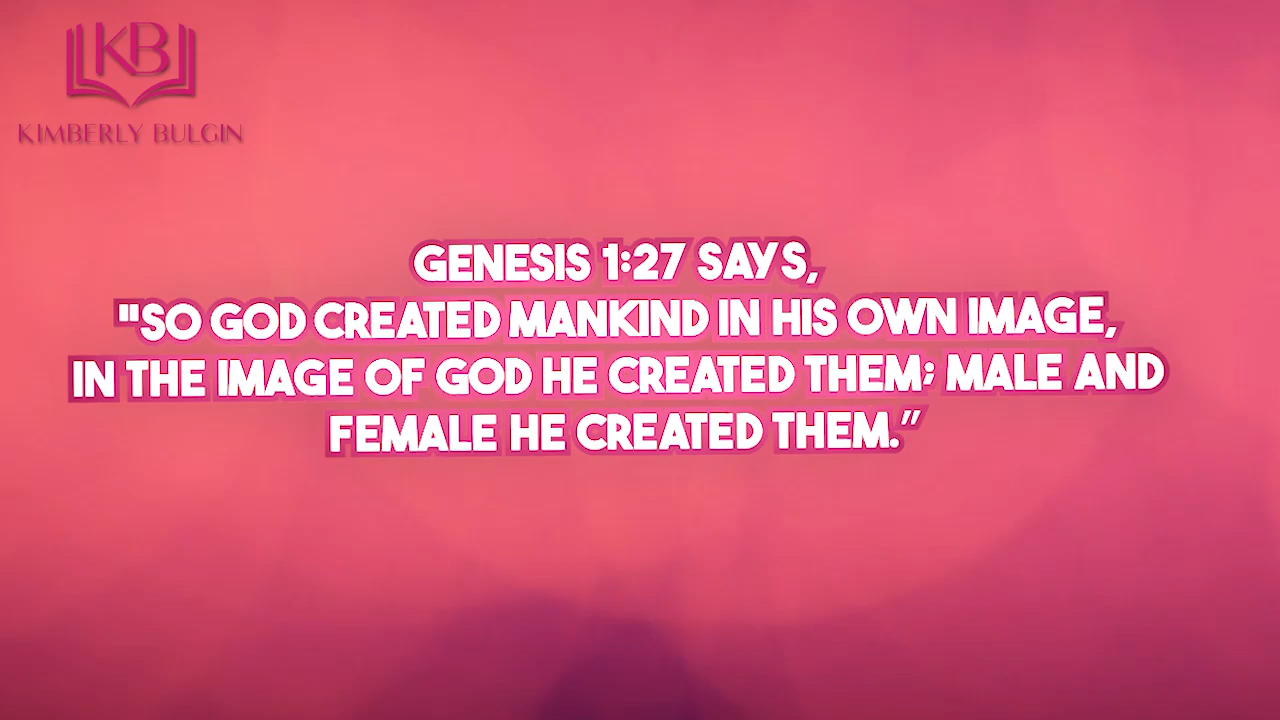 KB
KIMBERLY BULGIN
GENESIS 1:27 SAYS,
"SO GOD CREATED MANKIND IN HIS OWN IMAGE,
IN THE IMAGE OF GOD HE CREATED THEM; MALE AND
FEMALE HE CREATED THEM.”